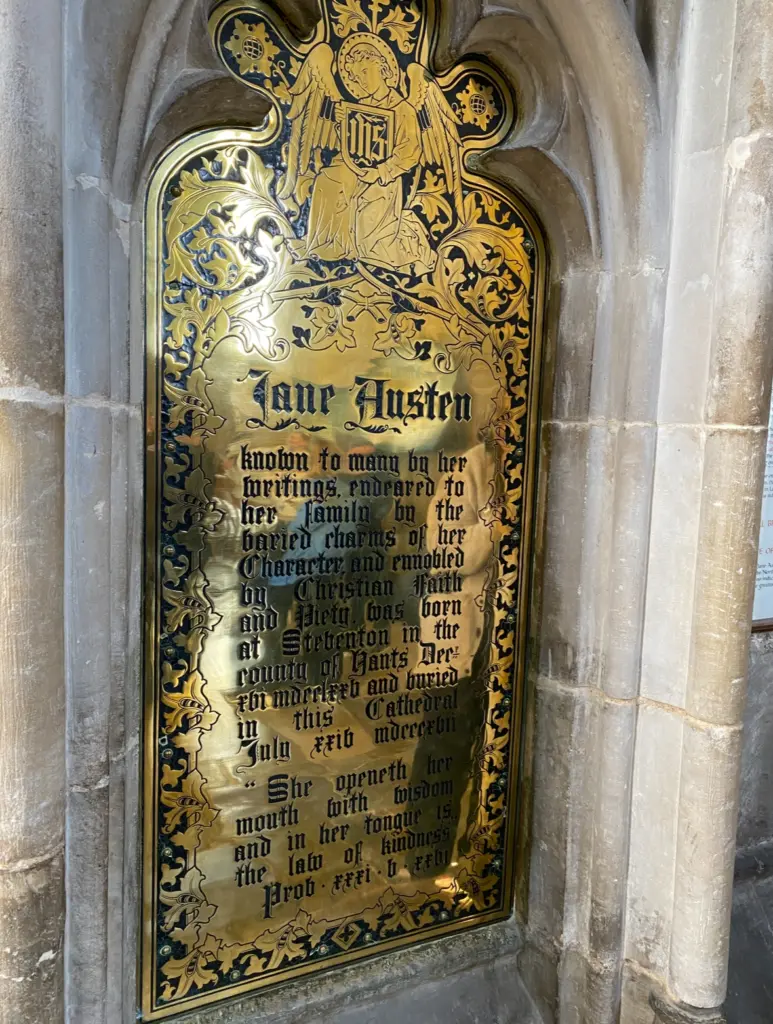 IHS
Jane Austen
known to many by her
writings, endeared to
her family by the
varied charms of her
Character and ennobled
by Christian Faith
and Piety, was born
at Steventon in the
county of Hants Decr
xvi mdcclxxv and buried
in this Cathedral
July xxiv mdcccxvii
“ She openeth her
mouth with wisdom
and in her tongue is
the law of kindness
Prob · xxxi · v · xxvi